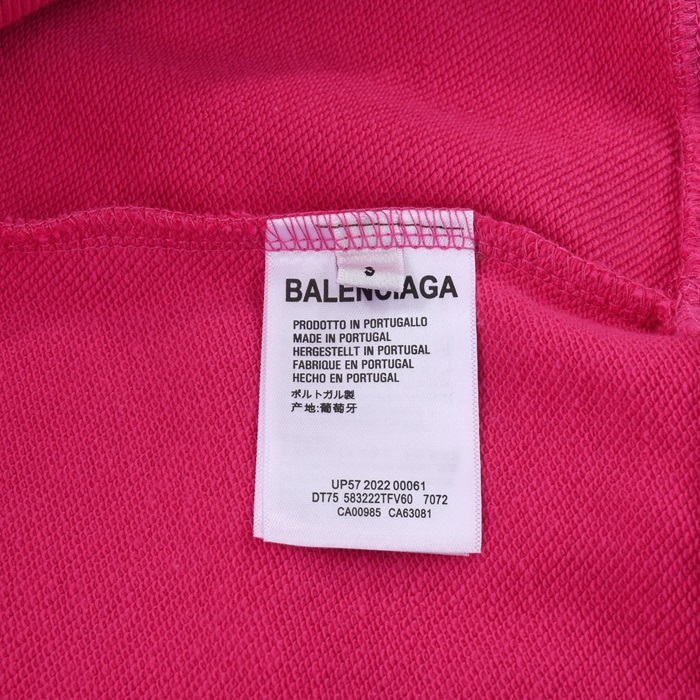 S
BALENCIAGA
PRODOTTO IN PORTUGALLO
MADE IN PORTUGAL
HERGESTELLT IN PORTUGAL
FABRIQUE EN PORTUGAL
HECHO EN PORTUGAL
ポルトガル製
产地:葡萄牙
UP57 2022 00061
DT75 583222TFV60 7072
CA00985 CA63081